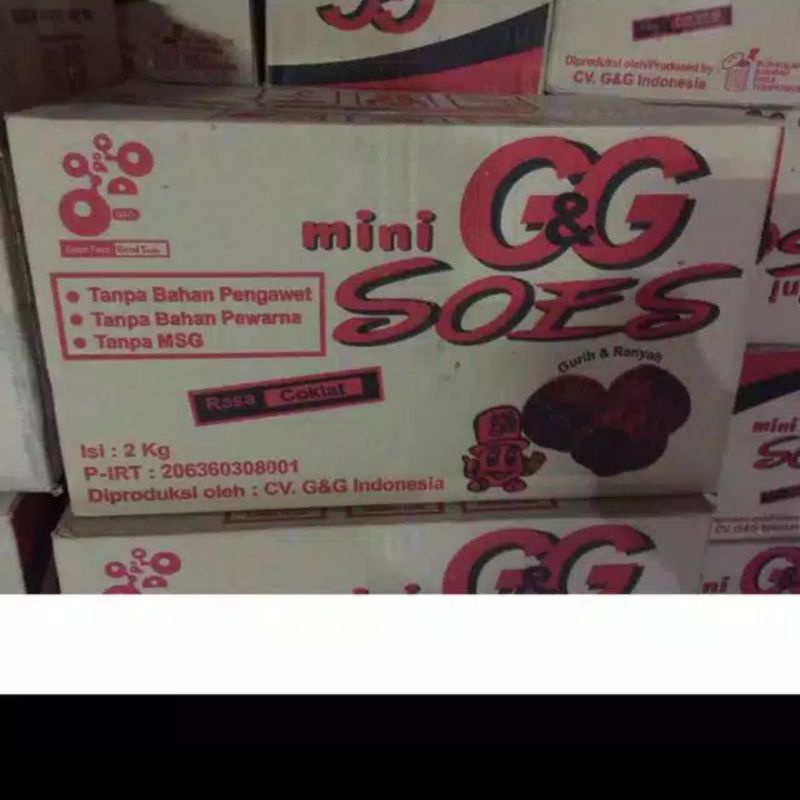 Diproduksi oleh/Produced by :
CV. G&G Indonesia
G&G
mini G&G
SOES
Tanpa Bahan Pengawet
Tanpa Bahan Pewarna
Tanpa MSG
Gurih & Renyah
Rasa Coklat
Isi : 2 Kg
P-IRT : 206360308001
Diproduksi oleh : CV. G&G Indonesia
mini
G&G